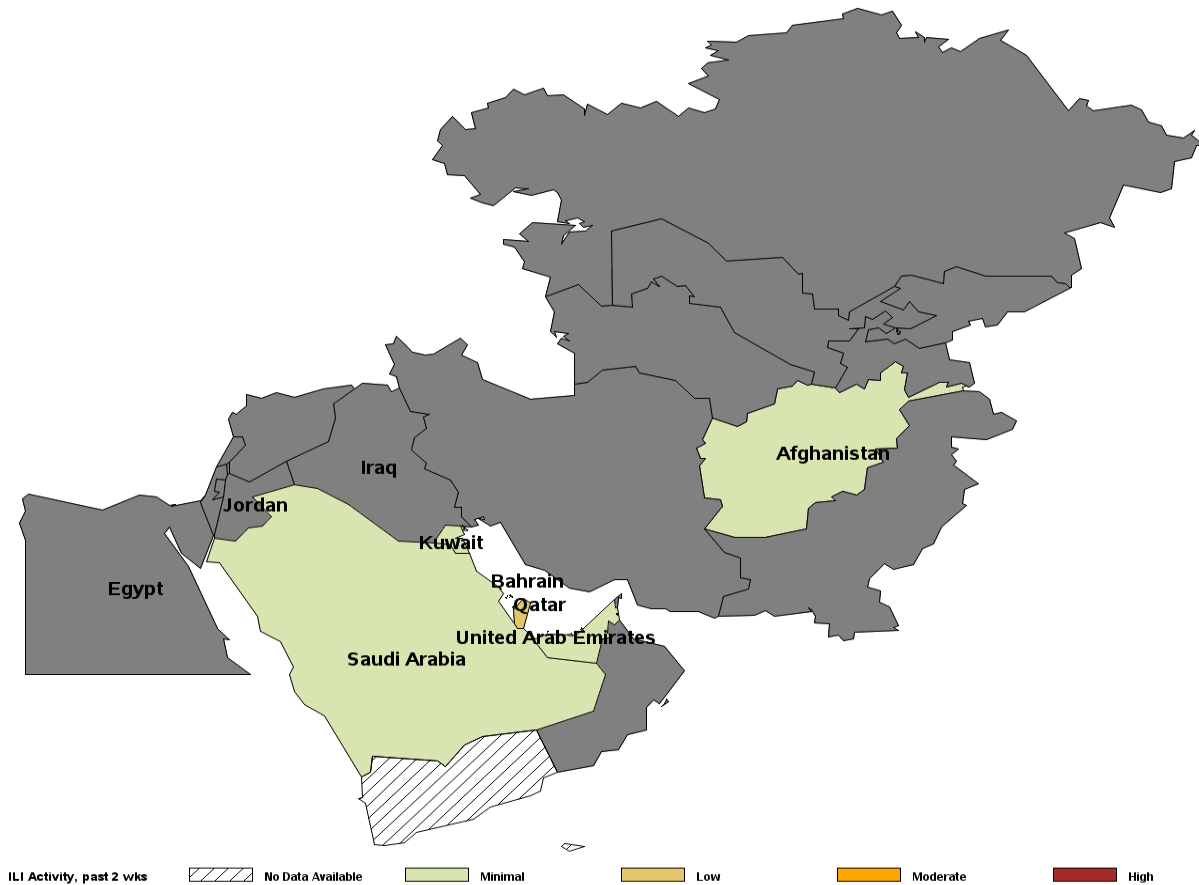 Afghanistan
Iraq
Jordan
Kuwait
Bahrain
Egypt
Qatar
United Arab Emirates
Saudi Arabia
ILI Activity, past 2 wks
No Data Available
Minimal
Low
Moderate
High